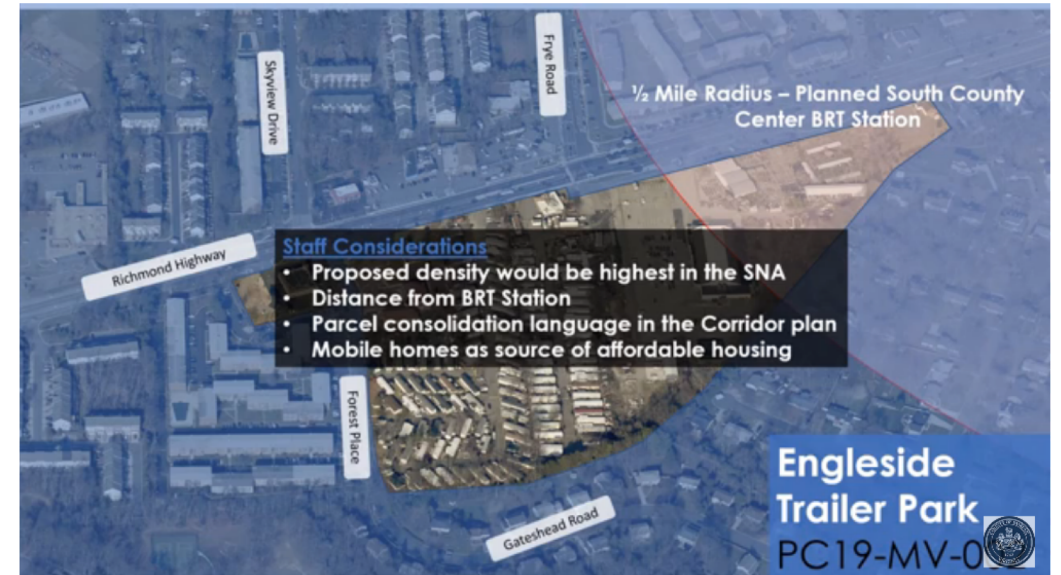 Skyview Drive
Frye Road
½ Mile Radius – Planned South County
Center BRT Station
Richmond Highway
Staff Considerations
• Proposed density would be highest in the SNA
• Distance from BRT Station
• Parcel consolidation language in the Corridor plan
• Mobile homes as source of affordable housing
Forest Place
Gateshead Road
Engleside
Trailer Park